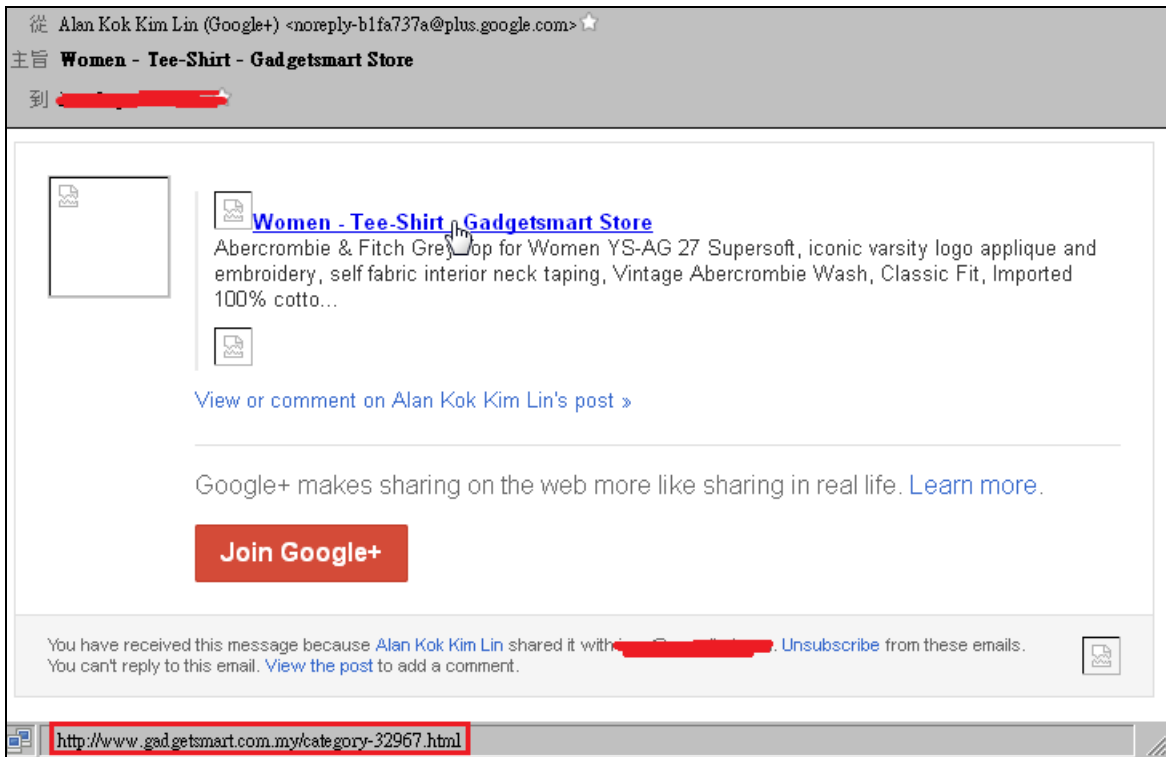 從 Alan Kok Kim Lin (Google+) <noreply-b1fa737a@plus.google.com>
主旨 Women - Tee-Shirt - Gadgetsmart Store
到
Women - Tee-Shirt - Gadgetsmart Store
Abercrombie & Fitch Grey Top for Women YS-AG 27 Supersoft, iconic varsity logo applique and
embroidery, self fabric interior neck taping, Vintage Abercrombie Wash, Classic Fit, Imported
100% cotto...
View or comment on Alan Kok Kim Lin's post »
Google+ makes sharing on the web more like sharing in real life. Learn more.
Join Google+
You have received this message because Alan Kok Kim Lin shared it with . Unsubscribe from these emails.
You can't reply to this email. View the post to add a comment.
http://www.gadgetsmart.com.my/category-32967.html